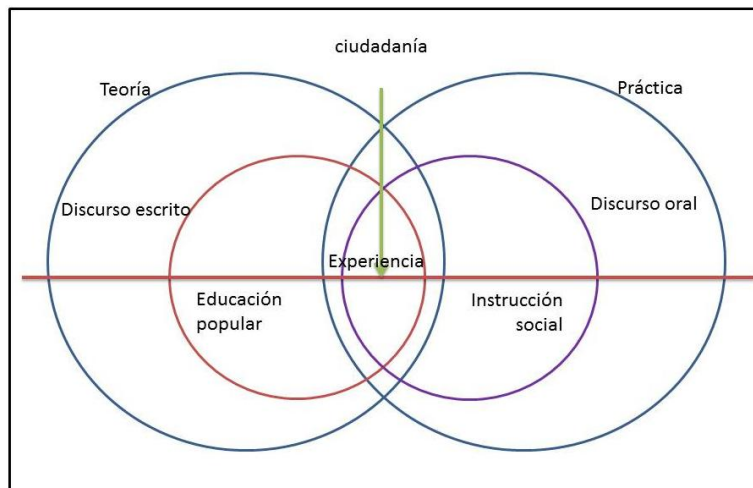 ciudadanía
Teoría
Práctica
Discurso escrito
Discurso oral
Experiencia
Educación
popular
Instrucción
social